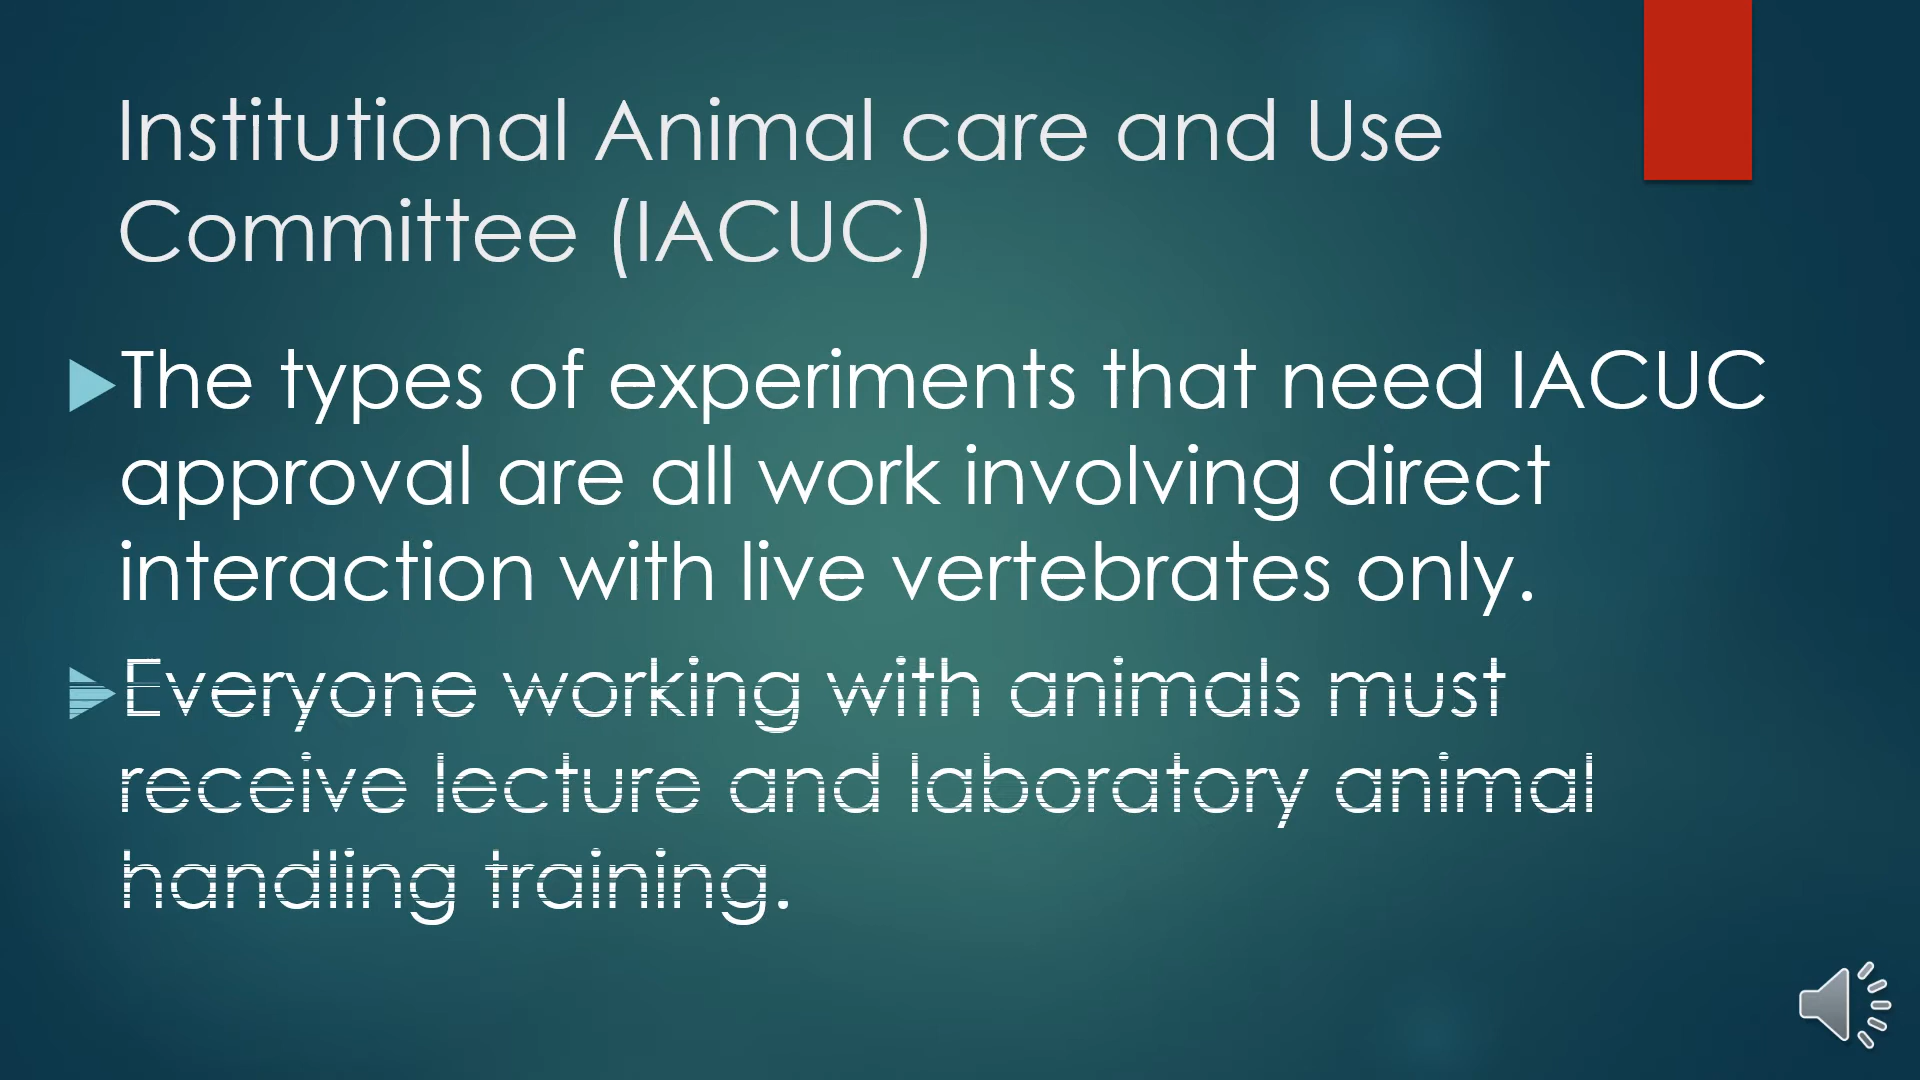 Institutional Animal care and Use
Committee (IACUC)
The types of experiments that need IACUC
approval are all work involving direct
interaction with live vertebrates only.
Everyone working with animals must
receive lecture and laboratory animal
handling training.